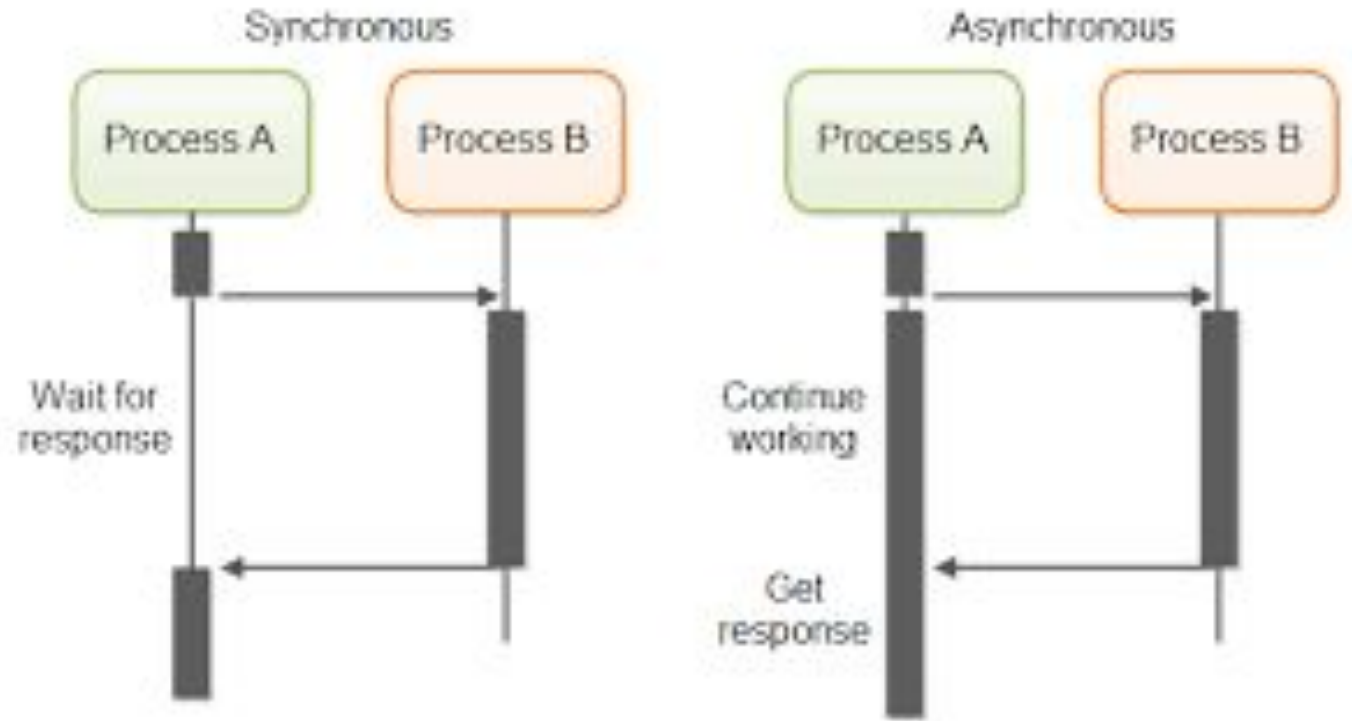 Synchronous
Process A
Process B
Wait for
response
Asynchronous
Process A
Process B
Continue
working
Get
response